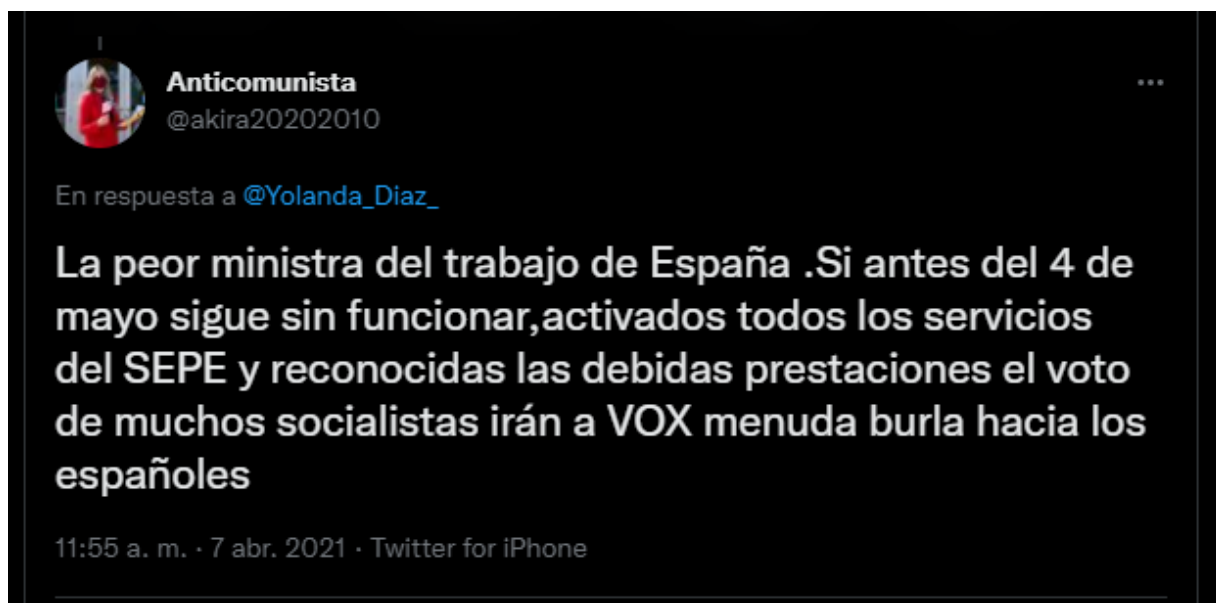 Anticomunista
@akira20202010
En respuesta a @Yolanda_Diaz_
La peor ministra del trabajo de España .Si antes del 4 de
mayo sigue sin funcionar,activados todos los servicios
del SEPE y reconocidas las debidas prestaciones el voto
de muchos socialistas irán a VOX menuda burla hacia los
españoles
11:55 a. m. · 7 abr. 2021 · Twitter for iPhone